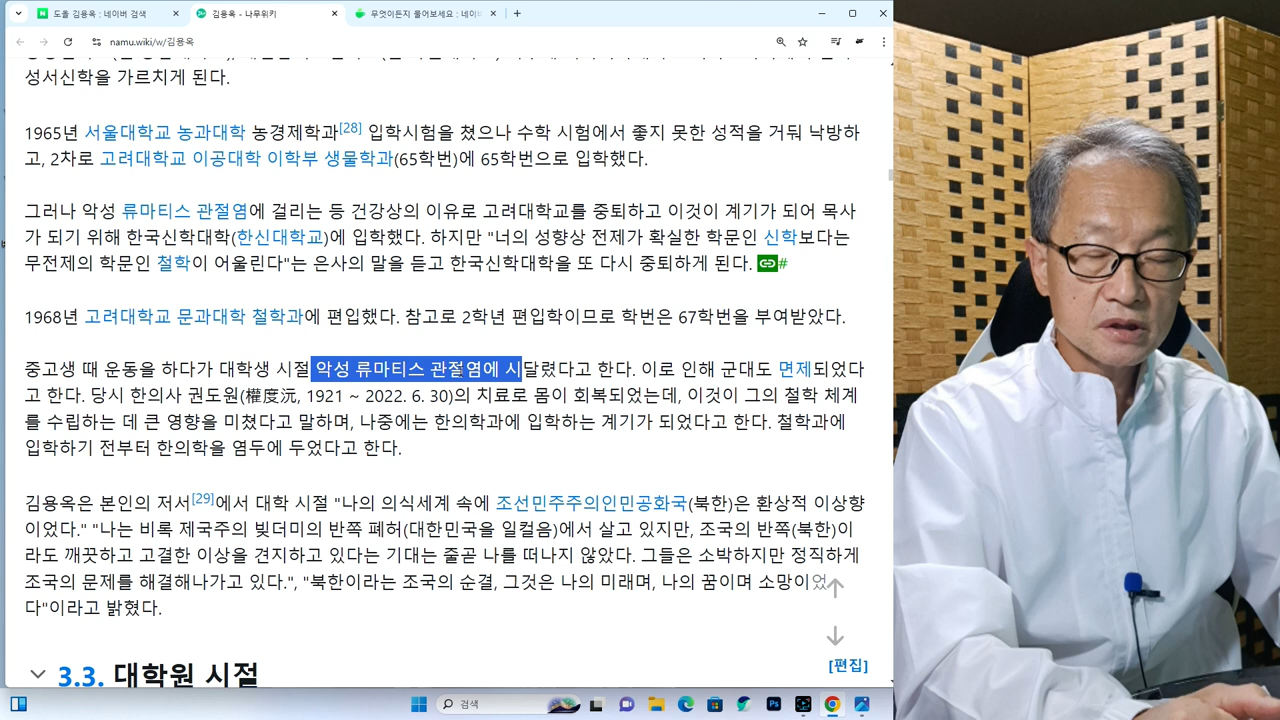 도올 김용옥 : 네이버 검색
김용옥 - 나무위키
무엇이든지 물어보세요 : 네이버
namu.wiki/w/김용옥
성서신학을 가르치게 된다.
1965년 서울대학교 농과대학 농경제학과[28] 입학시험을 쳤으나 수학 시험에서 좋지 못한 성적을 거둬 낙방하
고, 2차로 고려대학교 이공대학 이학부 생물학과(65학번)에 65학번으로 입학했다.
그러나 악성 류마티스 관절염에 걸리는 등 건강상의 이유로 고려대학교를 중퇴하고 이것이 계기가 되어 목사
가 되기 위해 한국신학대학(한신대학교)에 입학했다. 하지만 "너의 성향상 전제가 확실한 학문인 신학보다는
무전제의 학문인 철학이 어울린다"는 은사의 말을 듣고 한국신학대학을 또 다시 중퇴하게 된다. #
1968년 고려대학교 문과대학 철학과에 편입했다. 참고로 2학년 편입학이므로 학번은 67학번을 부여받았다.
중고생 때 운동을 하다가 대학생 시절 악성 류마티스 관절염에 시달렸다고 한다. 이로 인해 군대도 면제되었다
고 한다. 당시 한의사 권도원(權度沅, 1921 ~ 2022. 6. 30)의 치료로 몸이 회복되었는데, 이것이 그의 철학 체계
를 수립하는 데 큰 영향을 미쳤다고 말하며, 나중에는 한의학과에 입학하는 계기가 되었다고 한다. 철학과에
입학하기 전부터 한의학을 염두에 두었다고 한다.
김용옥은 본인의 저서[29]에서 대학 시절 "나의 의식세계 속에 조선민주주의인민공화국(북한)은 환상적 이상향
이었다." "나는 비록 제국주의 빚더미의 반쪽 폐허(대한민국을 일컬음)에서 살고 있지만, 조국의 반쪽(북한)이
라도 깨끗하고 고결한 이상을 견지하고 있다는 기대는 줄곧 나를 떠나지 않았다. 그들은 소박하지만 정직하게
조국의 문제를 해결해나가고 있다.", "북한이라는 조국의 순결, 그것은 나의 미래며, 나의 꿈이며 소망이었
다"이라고 밝혔다.
[편집]
3.3. 대학원 시절
검색
Ps